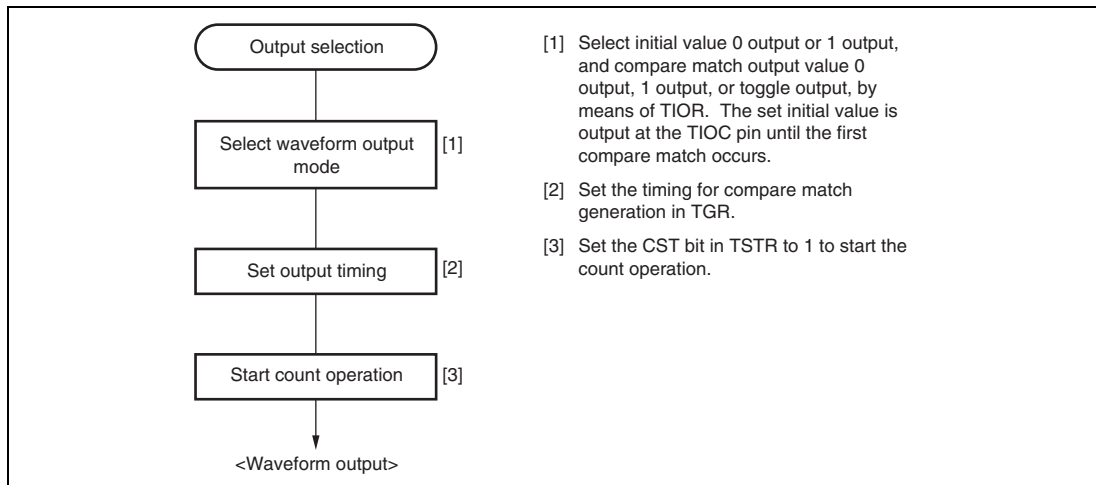 Output selection
Select waveform output
mode
[1]
Set output timing
[2]
Start count operation
[3]
<Waveform output>
[1] Select initial value 0 output or 1 output,
and compare match output value 0
output, 1 output, or toggle output, by
means of TIOR. The set initial value is
output at the TIOC pin until the first
compare match occurs.
[2] Set the timing for compare match
generation in TGR.
[3] Set the CST bit in TSTR to 1 to start the
count operation.